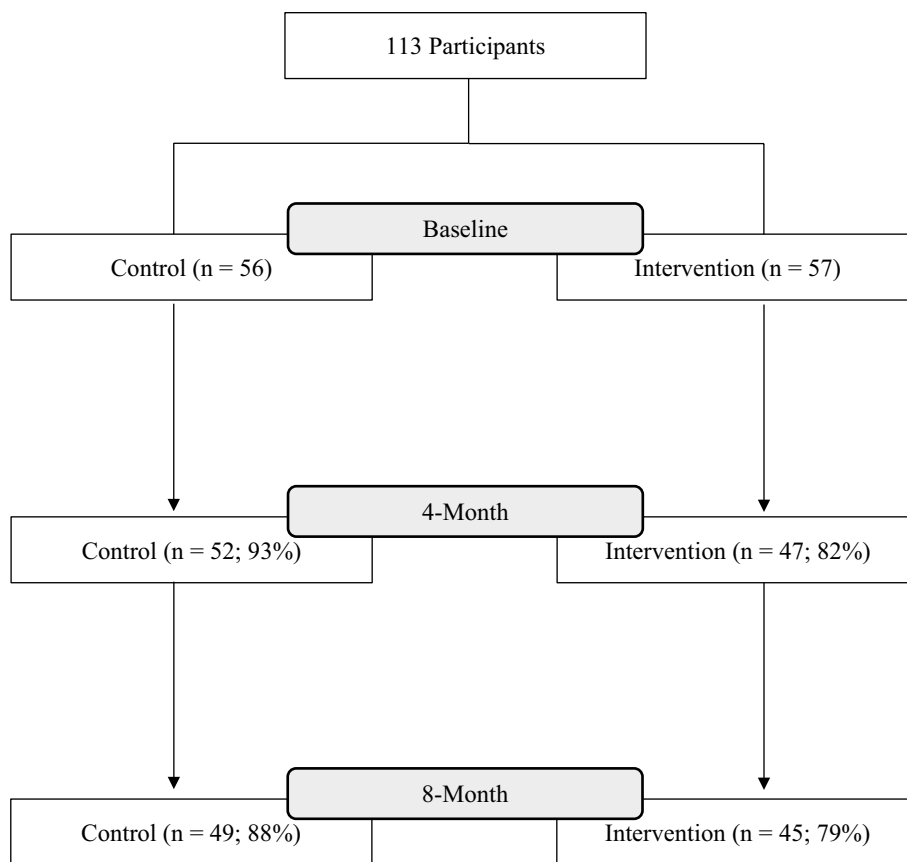 113 Participants
Baseline
Control (n = 56)
Intervention (n = 57)
4-Month
Control (n = 52; 93%)
Intervention (n = 47; 82%)
8-Month
Control (n = 49; 88%)
Intervention (n = 45; 79%)